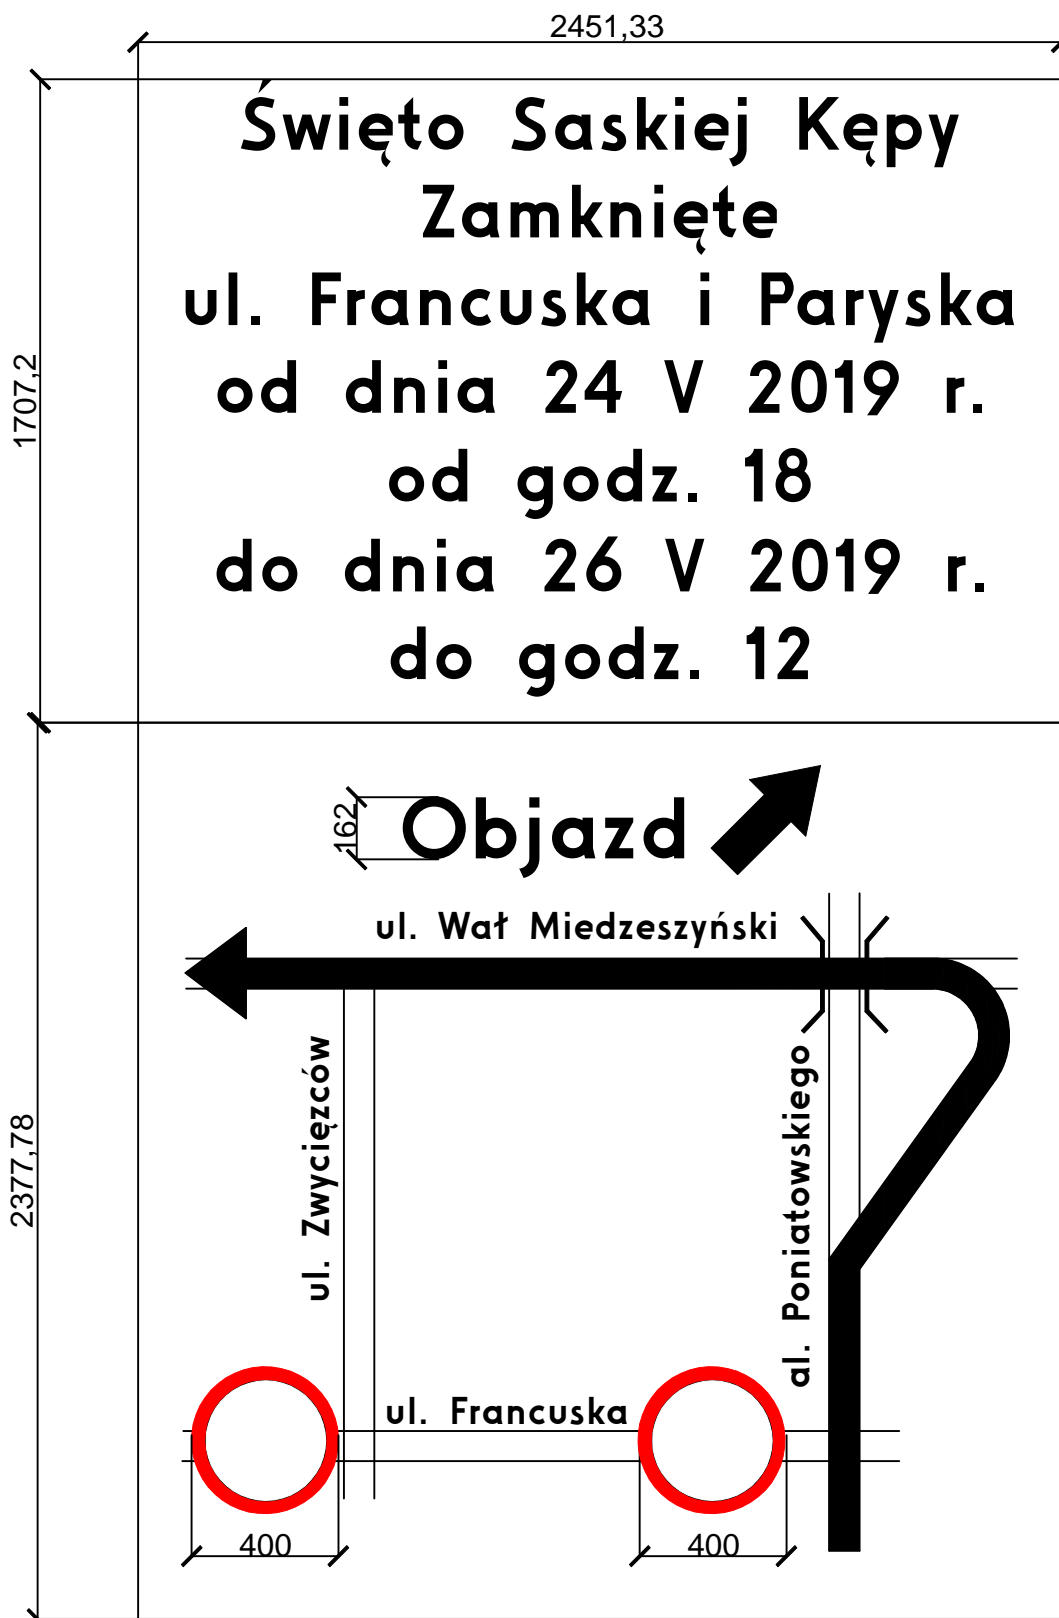 2451,33
Święto Saskiej Kępy
Zamknięte
ul. Francuska i Paryska
od dnia 24 V 2019 r.
od godz. 18
do dnia 26 V 2019 r.
do godz. 12
1707,2
162
Objazd
ul. Wał Miedzeszyński
ul. Zwycięzców
al. Poniatowskiego
2377,78
ul. Francuska
400
400